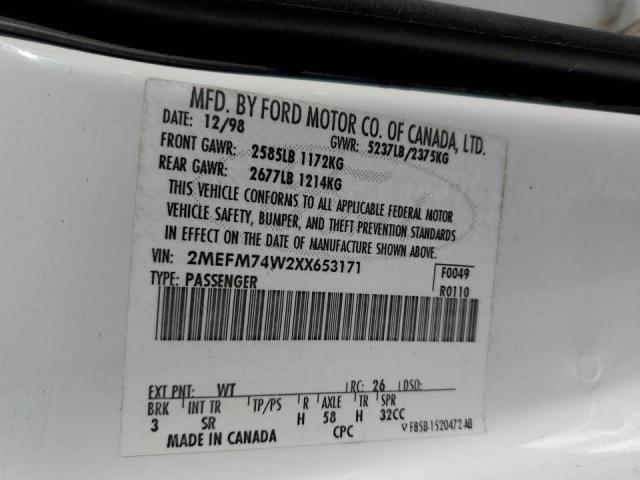 MFD. BY FORD MOTOR CO. OF CANADA, LTD.
DATE: 12/98 GVWR: 5237LB/2375KG
FRONT GAWR: 2585LB 1172KG
REAR GAWR: 2677LB 1214KG
THIS VEHICLE CONFORMS TO ALL APPLICABLE FEDERAL MOTOR
VEHICLE SAFETY, BUMPER, AND THEFT PREVENTION STANDARDS
IN EFFECT ON THE DATE OF MANUFACTURE SHOWN ABOVE.
VIN: 2MEFM74W2XX653171 F0049
TYPE: PASSENGER R0110
EXT PNT: WT RC: 26 DSO:
BRK INT TR TP/PS R AXLE TR SPR
3 SR H 58 H 32CC
MADE IN CANADA CPC F85B-1520472-AB